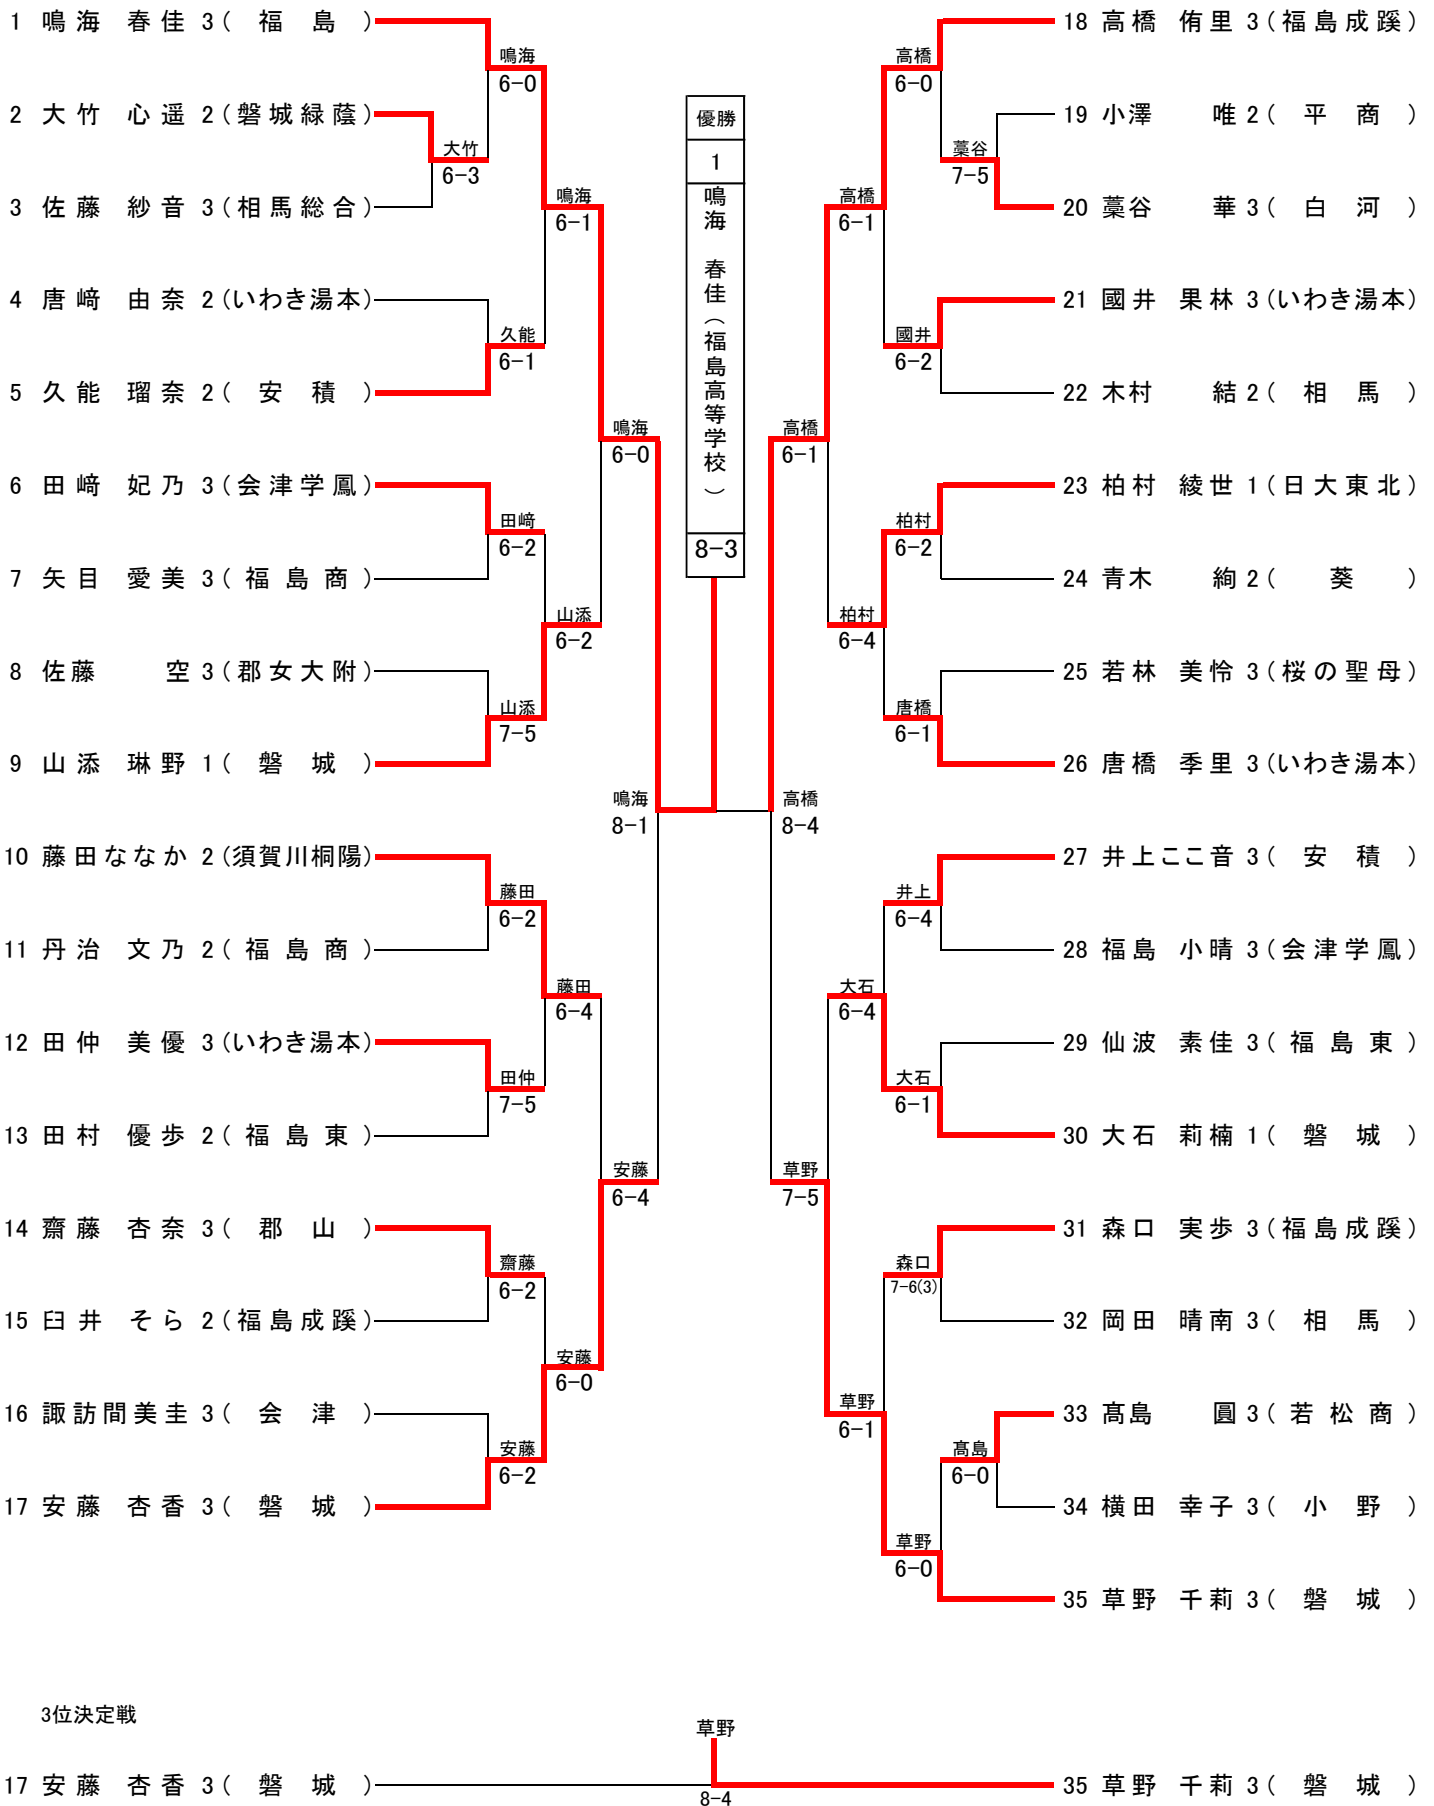 1 鳴海 春佳 3 (福島)
2 大竹 心遥 2 (磐城緑蔭)
3 佐藤 紗音 3 (相馬総合)
4 唐﨑 由奈 2 (いわき湯本)
5 久能 瑠奈 2 (安積)
6 田﨑 妃乃 3 (会津学鳳)
7 矢目 愛美 3 (福島商)
8 佐藤 空 3 (郡女大附)
9 山添 琳野 1 (磐城)
10 藤田ななか 2 (須賀川桐陽)
11 丹治 文乃 2 (福島商)
12 田仲 美優 3 (いわき湯本)
13 田村 優歩 2 (福島東)
14 齋藤 杏奈 3 (郡山)
15 臼井 そら 2 (福島成蹊)
16 諏訪間美圭 3 (会津)
17 安藤 杏香 3 (磐城)
大竹
6-3
鳴海
6-0
久能
6-1
田﨑
6-2
山添
7-5
藤田
6-2
田仲
7-5
齋藤
6-2
安藤
6-2
鳴海
6-1
山添
6-2
藤田
6-4
安藤
6-0
鳴海
6-0
安藤
6-4
鳴海
8-1
優勝
1
鳴海 春佳(福島高等学校)
8-3
高橋
8-4
高橋
6-1
草野
7-5
高橋
6-1
柏村
6-4
大石
6-4
草野
6-1
高橋
6-0
國井
6-2
柏村
6-2
唐橋
6-1
井上
6-4
大石
6-1
森口
7-6(3)
草野
6-0
藁谷
7-5
髙島
6-0
18 高橋 侑里 3 (福島成蹊)
19 小澤 唯 2 (平商)
20 藁谷 華 3 (白河)
21 國井 果林 3 (いわき湯本)
22 木村 結 2 (相馬)
23 柏村 綾世 1 (日大東北)
24 青木 絢 2 (葵)
25 若林 美怜 3 (桜の聖母)
26 唐橋 季里 3 (いわき湯本)
27 井上ここ音 3 (安積)
28 福島 小晴 3 (会津学鳳)
29 仙波 素佳 3 (福島東)
30 大石 莉楠 1 (磐城)
31 森口 実歩 3 (福島成蹊)
32 岡田 晴南 3 (相馬)
33 髙島 圓 3 (若松商)
34 横田 幸子 3 (小野)
35 草野 千莉 3 (磐城)
3位決定戦
草野
17 安藤 杏香 3 (磐城)
8-4
35 草野 千莉 3 (磐城)